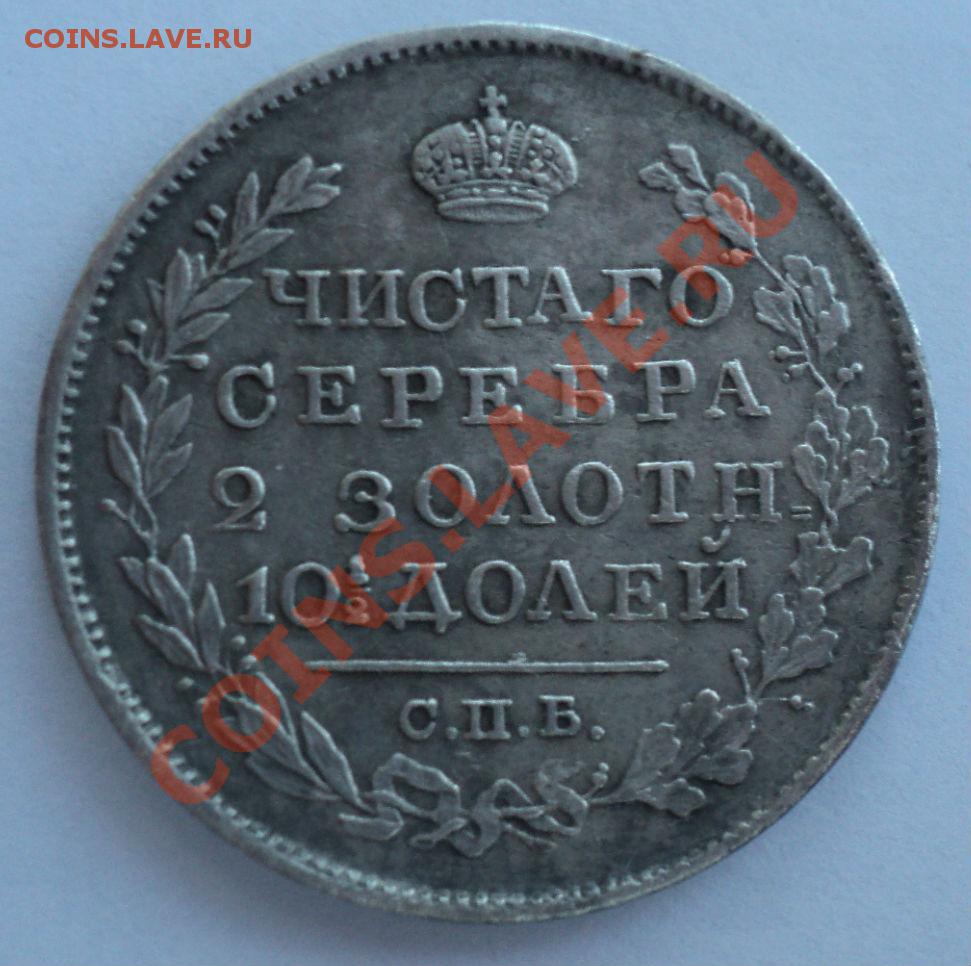 COINS.LAVE.RU
ЧИСТАГО
СЕРЕБРА
2 ЗОЛОТН=
10 ДОЛЕЙ
С.П.Б.
COINS.LAVE.RU